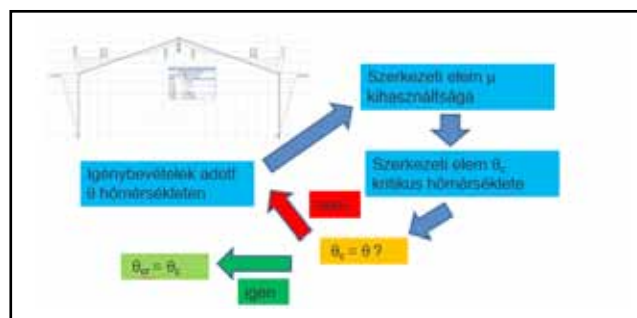 Szerkezeti elem μ
kihasználtsága
Igénybevételek adott
θ hőmérsékleten
Szerkezeti elem θc
kritikus hőmérséklete
θc = θ ?
θcr = θc
igen